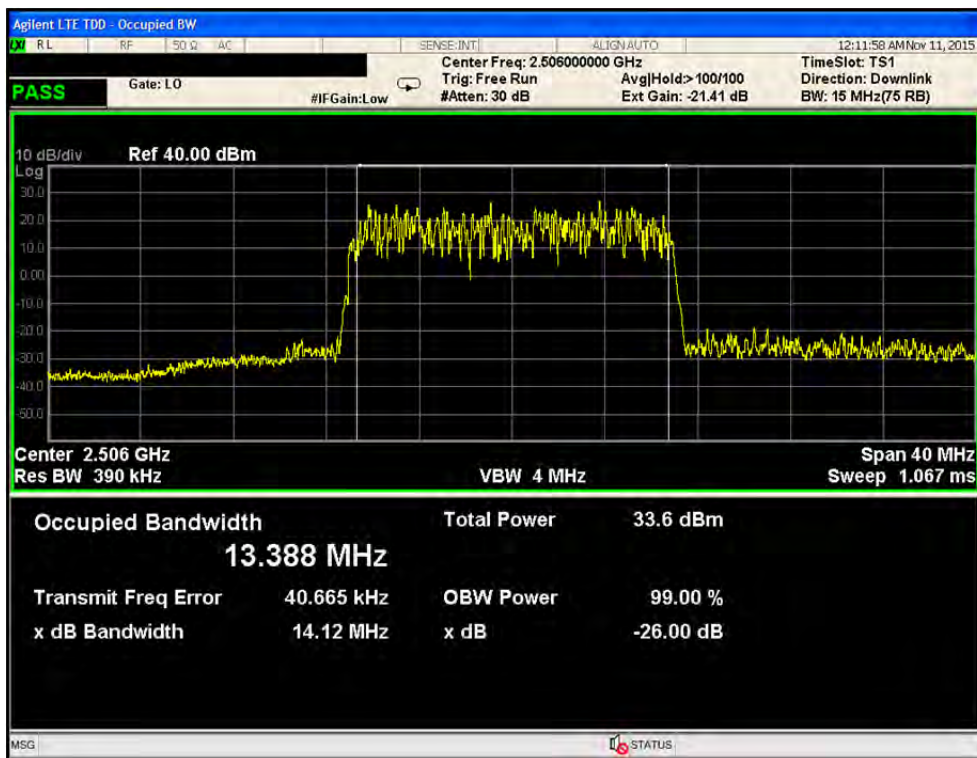 Agilent LTE TDD - Occupied BW
LXI RL RF 50 Ω AC SENSE:INT ALIGN AUTO 12:11:58 AM Nov 11, 2015
Center Freq: 2.506000000 GHz TimeSlot: TS1
PASS Gate: LO Trig: Free Run Avg|Hold:>100/100 Direction: Downlink
#IFGain:Low #Atten: 30 dB Ext Gain: -21.41 dB BW: 15 MHz(75 RB)
10 dB/div Ref 40.00 dBm
Log
30.0
20.0
10.0
0.00
-10.0
-20.0
-30.0
-40.0
-50.0
Center 2.506 GHz Span 40 MHz
Res BW 390 kHz VBW 4 MHz Sweep 1.067 ms
Occupied Bandwidth Total Power 33.6 dBm
13.388 MHz
Transmit Freq Error 40.665 kHz OBW Power 99.00 %
x dB Bandwidth 14.12 MHz x dB -26.00 dB
MSG STATUS